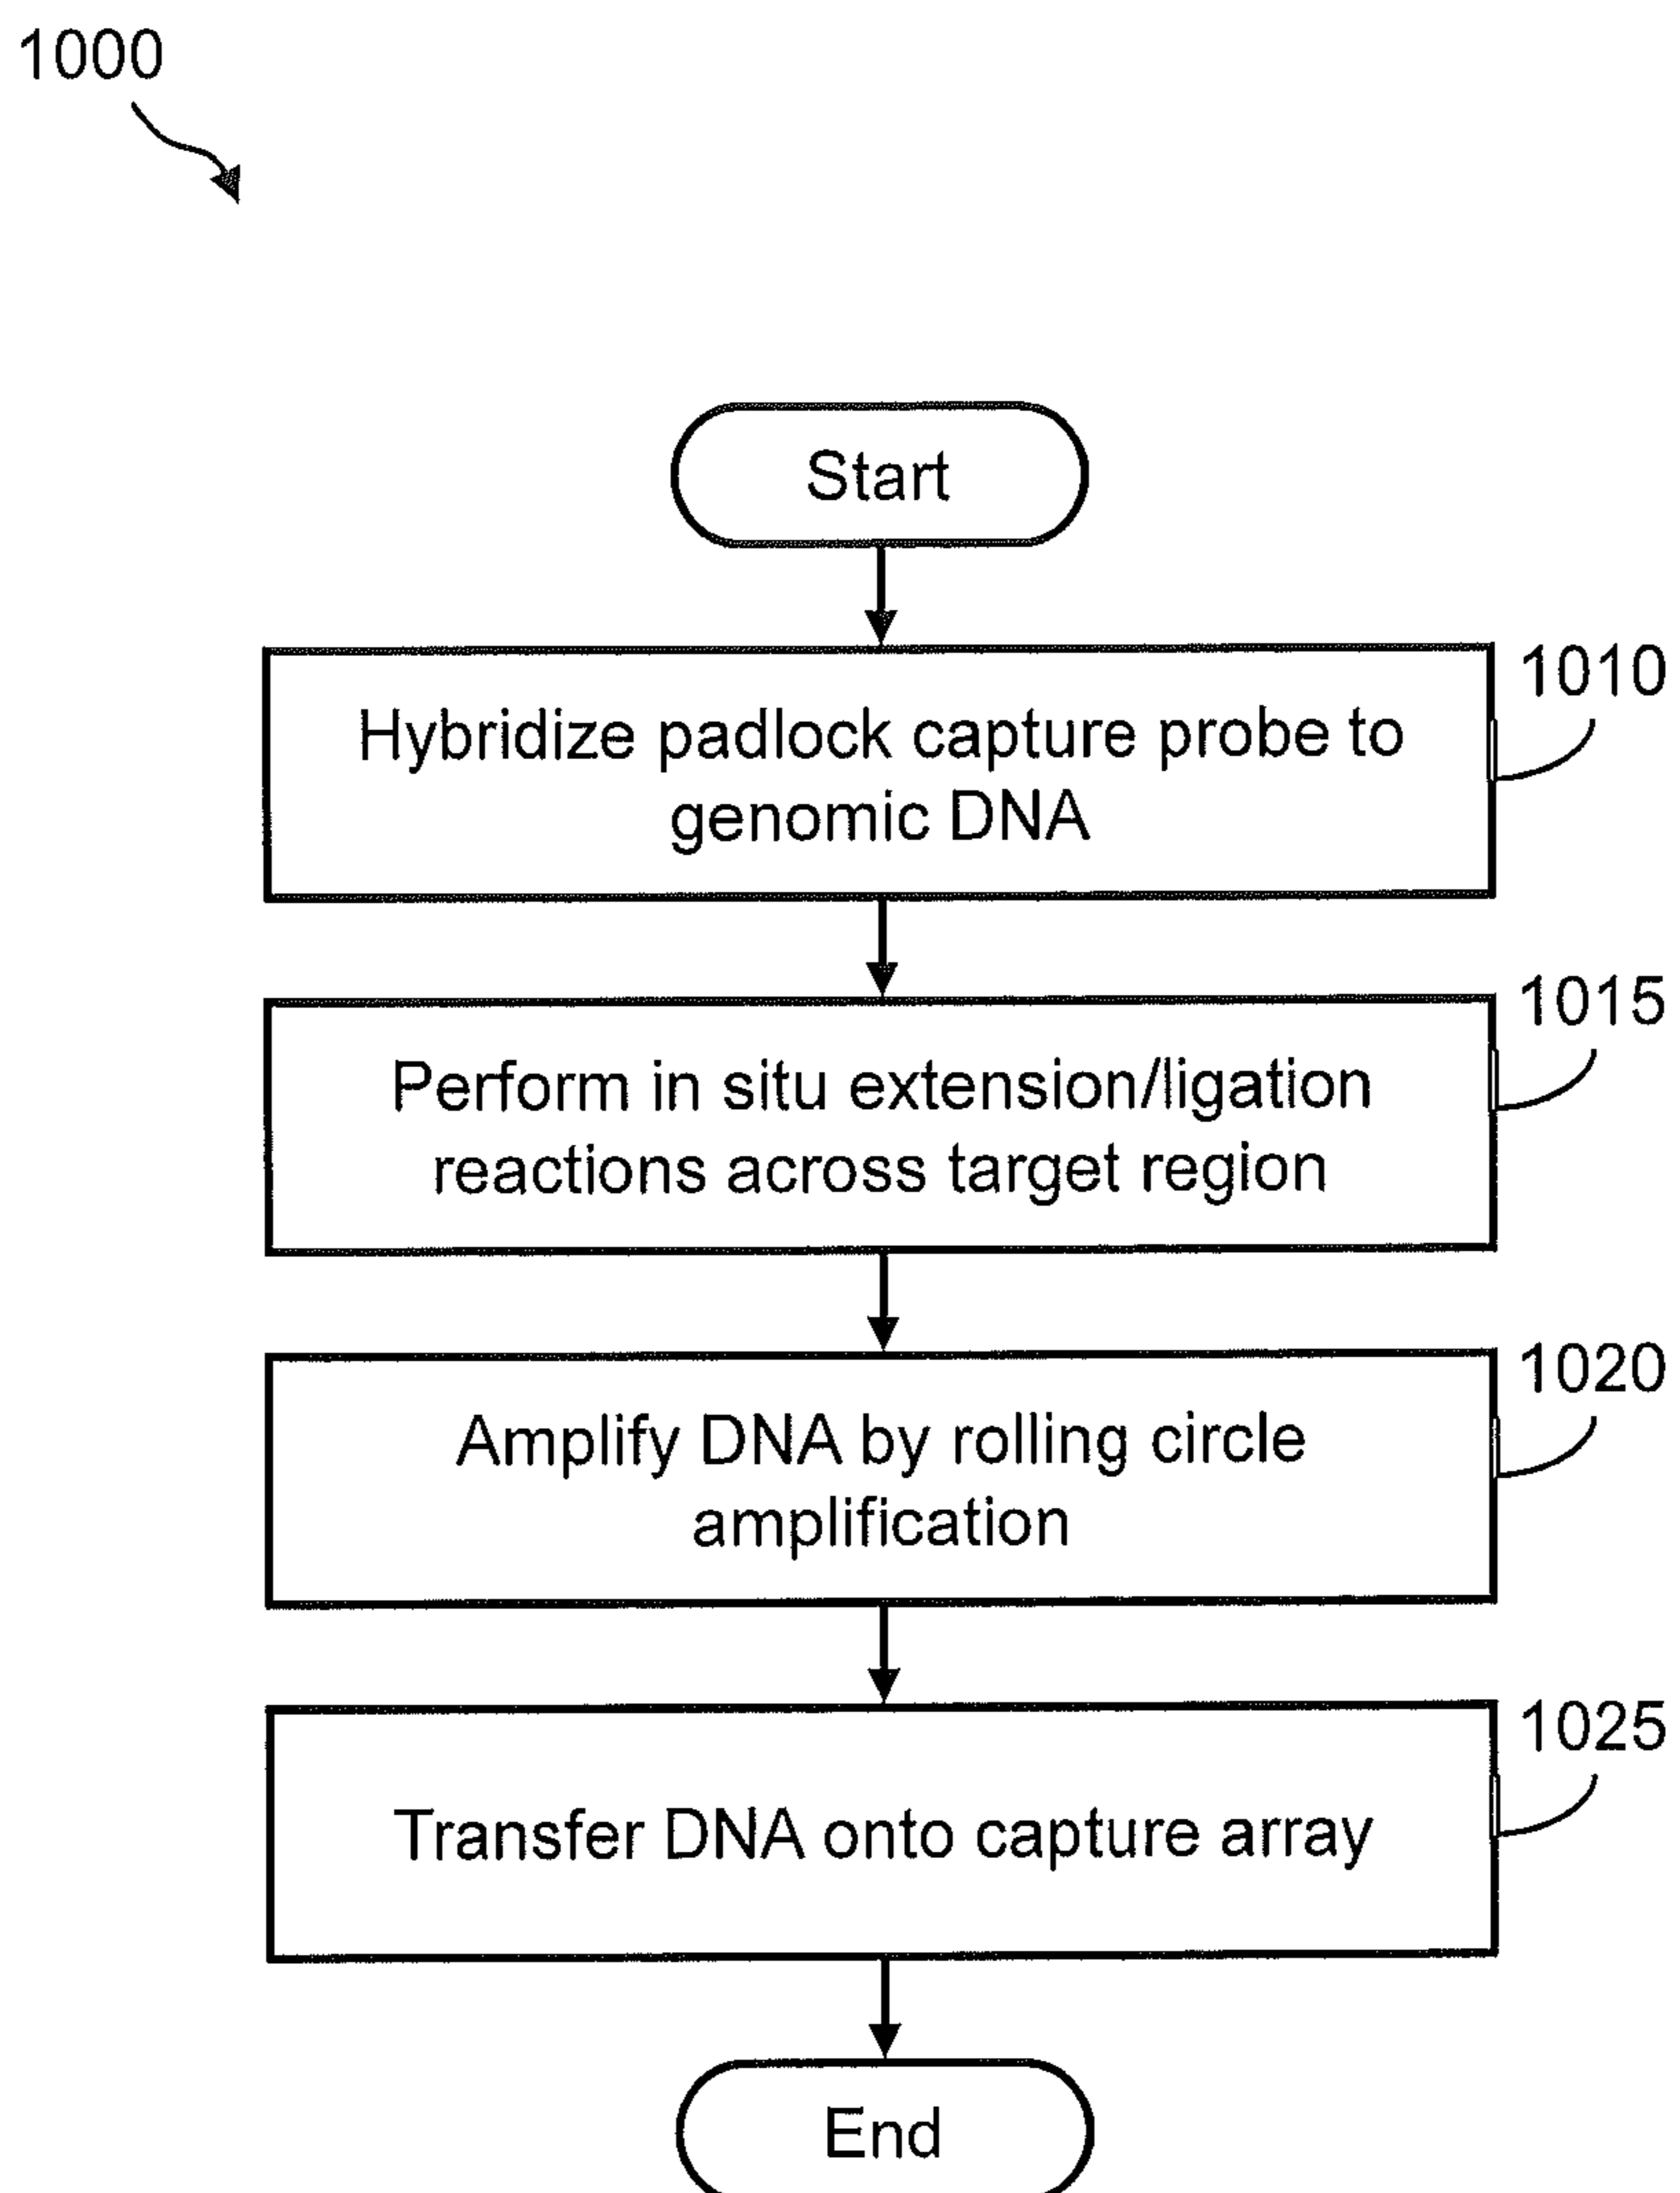 1000
Start
1010
Hybridize padlock capture probe to
genomic DNA
1015
Perform in situ extension/ligation
reactions across target region
1020
Amplify DNA by rolling circle
amplification
1025
Transfer DNA onto capture array
End